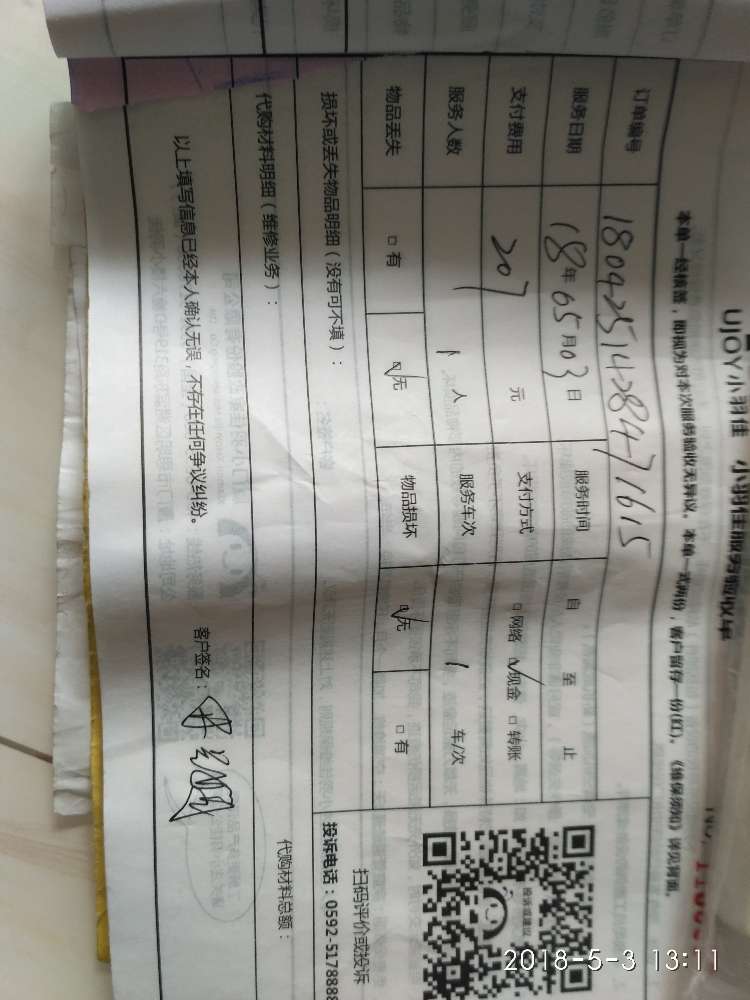 UJOY小羽佳 小羽佳服务验收单
本单一经核签，即视为对本次服务验收无异议。本单一式两份，客户留存一份(红)。《维保须知》详见背面。
订单编号 1804251428471615
服务日期 18年05月03日 服务时间 自 至 止
支付费用 207 元 支付方式 □网络 √现金 □转账
服务人数 1 人 服务车次 1 车/次
物品丢失 □有 √无 物品损坏 √无 □有
损坏或丢失物品明细（没有可不填）：
代购材料明细（维修业务）： 代购材料总额：
以上填写信息已经本人确认无误，不存在任何争议纠纷。 客户签名：
投诉或建议
扫码评价或投诉
投诉电话：0592-5178888
2018-5-3 13:11